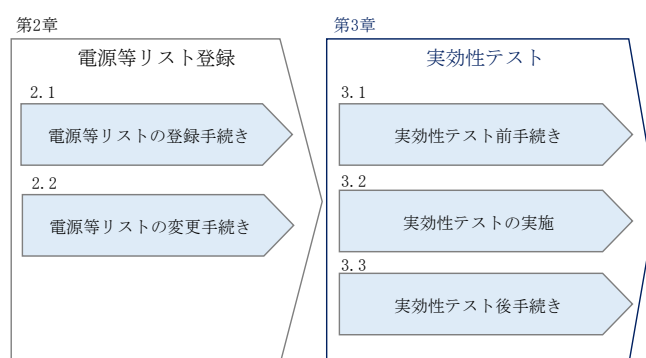 第2章
電源等リスト登録
2.1
電源等リストの登録手続き
2.2
電源等リストの変更手続き
第3章
実効性テスト
3.1
実効性テスト前手続き
3.2
実効性テストの実施
3.3
実効性テスト後手続き